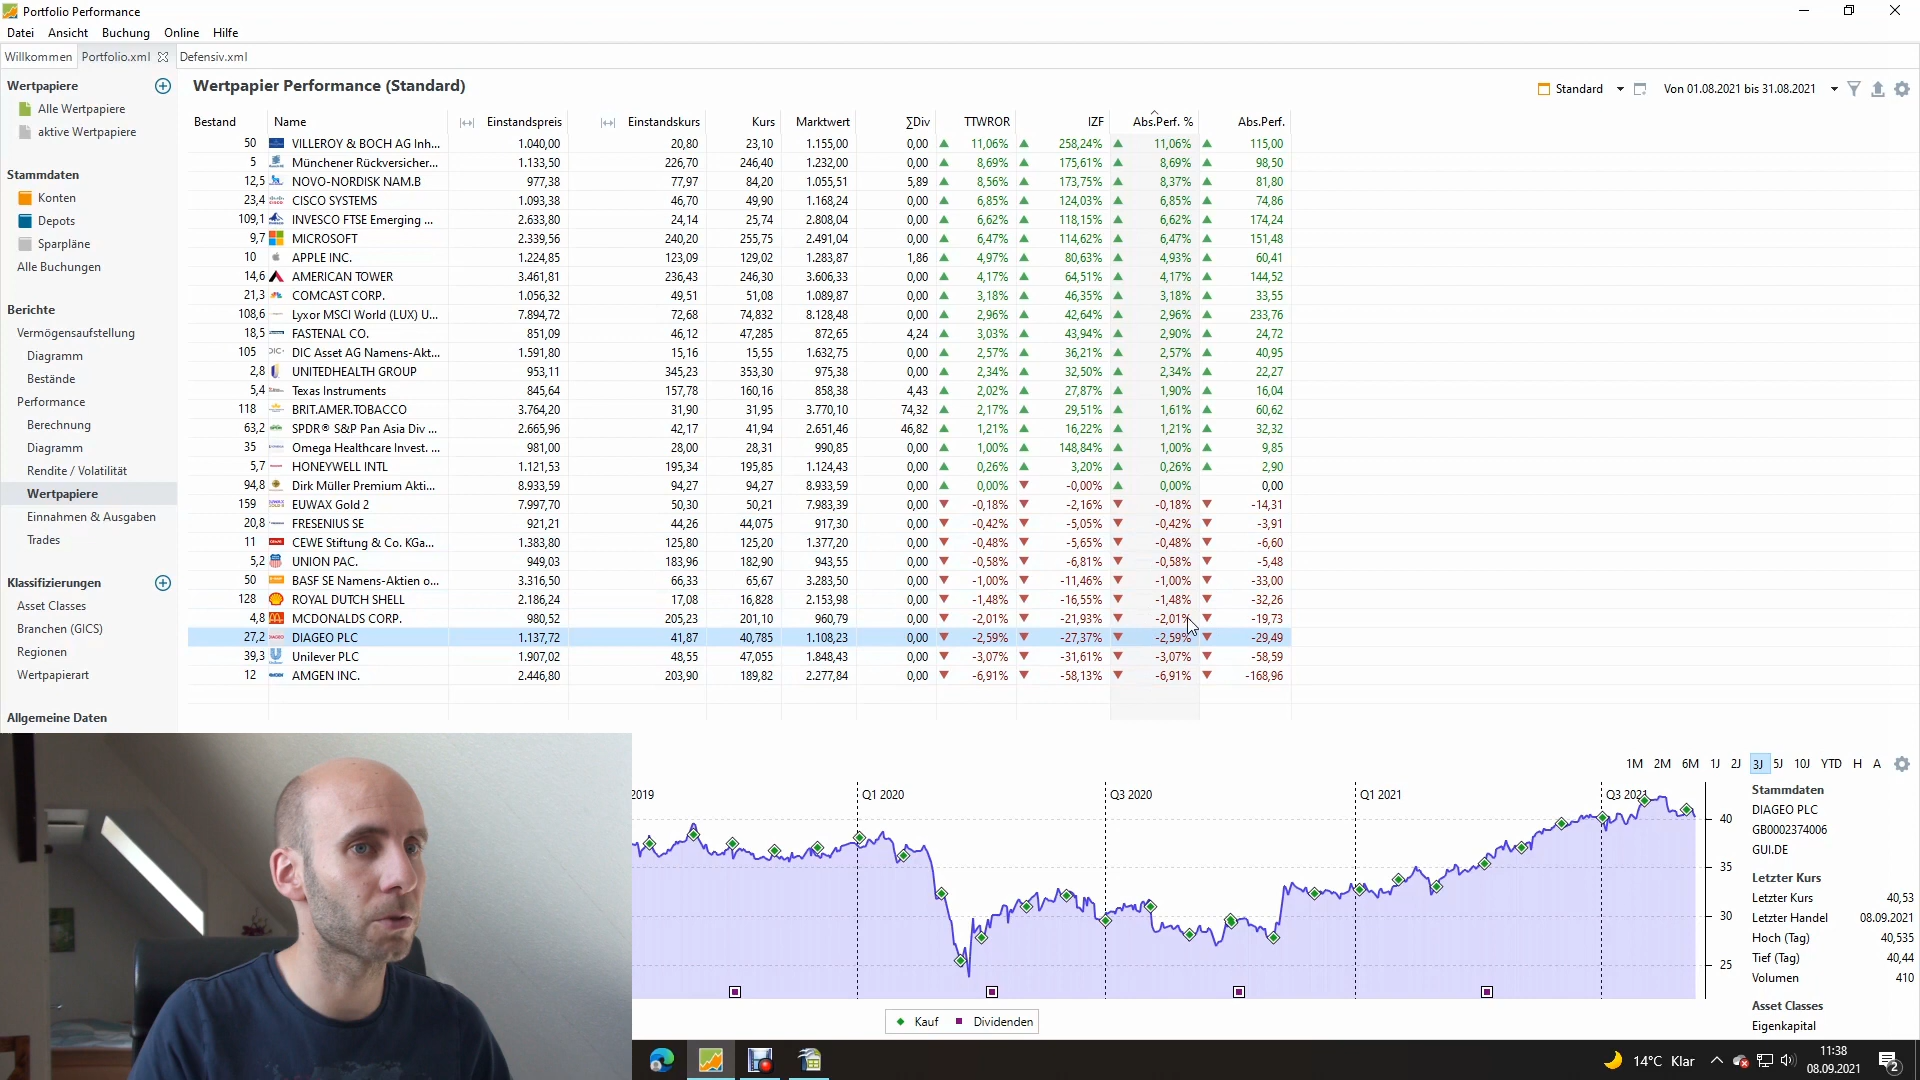 Portfolio Performance
Datei Ansicht Buchung Online Hilfe
Willkommen Portfolio.xml Defensiv.xml
Wertpapiere
Alle Wertpapiere
aktive Wertpapiere
Stammdaten
Konten
Depots
Sparpläne
Alle Buchungen
Berichte
Vermögensaufstellung
Diagramm
Bestände
Performance
Berechnung
Diagramm
Rendite / Volatilität
Wertpapiere
Einnahmen & Ausgaben
Trades
Klassifizierungen
Asset Classes
Branchen (GICS)
Regionen
Wertpapierart
Allgemeine Daten
Wertpapier Performance (Standard)
Standard Von 01.08.2021 bis 31.08.2021
Bestand Name Einstandspreis Einstandskurs Kurs Marktwert ∑Div TTWROR IZF Abs.Perf. % Abs.Perf.
50 VILLEROY & BOCH AG Inh... 1.040,00 20,80 23,10 1.155,00 0,00 11,06% 258,24% 11,06% 115,00
5 Münchener Rückversicher... 1.133,50 226,70 246,40 1.232,00 0,00 8,69% 175,61% 8,69% 98,50
12,5 NOVO-NORDISK NAM.B 977,38 77,97 84,20 1.055,51 5,89 8,56% 173,75% 8,37% 81,80
23,4 CISCO SYSTEMS 1.093,38 46,70 49,90 1.168,24 0,00 6,85% 124,03% 6,85% 74,86
109,1 INVESCO FTSE Emerging ... 2.633,80 24,14 25,74 2.808,04 0,00 6,62% 118,15% 6,62% 174,24
9,7 MICROSOFT 2.339,56 240,20 255,75 2.491,04 0,00 6,47% 114,62% 6,47% 151,48
10 APPLE INC. 1.224,85 123,09 129,02 1.283,87 1,86 4,97% 80,63% 4,93% 60,41
14,6 AMERICAN TOWER 3.461,81 236,43 246,30 3.606,33 0,00 4,17% 64,51% 4,17% 144,52
21,3 COMCAST CORP. 1.056,32 49,51 51,08 1.089,87 0,00 3,18% 46,35% 3,18% 33,55
108,6 Lyxor MSCI World (LUX) U... 7.894,72 72,68 74,832 8.128,48 0,00 2,96% 42,64% 2,96% 233,76
18,5 FASTENAL CO. 851,09 46,12 47,285 872,65 4,24 3,03% 43,94% 2,90% 24,72
105 DIC Asset AG Namens-Akt... 1.591,80 15,16 15,55 1.632,75 0,00 2,57% 36,21% 2,57% 40,95
2,8 UNITEDHEALTH GROUP 953,11 345,23 353,30 975,38 0,00 2,34% 32,50% 2,34% 22,27
5,4 Texas Instruments 845,64 157,78 160,16 858,38 4,43 2,02% 27,87% 1,90% 16,04
118 BRIT.AMER.TOBACCO 3.764,20 31,90 31,95 3.770,10 74,32 2,17% 29,51% 1,61% 60,62
63,2 SPDR® S&P Pan Asia Div ... 2.665,96 42,17 41,94 2.651,46 46,82 1,21% 16,22% 1,21% 32,32
35 Omega Healthcare Invest. ... 981,00 28,00 28,31 990,85 0,00 1,00% 148,84% 1,00% 9,85
5,7 HONEYWELL INTL 1.121,53 195,34 195,85 1.124,43 0,00 0,26% 3,20% 0,26% 2,90
94,8 Dirk Müller Premium Akti... 8.933,59 94,27 94,27 8.933,59 0,00 0,00% -0,00% 0,00% 0,00
159 EUWAX Gold 2 7.997,70 50,30 50,21 7.983,39 0,00 -0,18% -2,16% -0,18% -14,31
20,8 FRESENIUS SE 921,21 44,26 44,075 917,30 0,00 -0,42% -5,05% -0,42% -3,91
11 CEWE Stiftung & Co. KGa... 1.383,80 125,80 125,20 1.377,20 0,00 -0,48% -5,65% -0,48% -6,60
5,2 UNION PAC. 949,03 183,96 182,90 943,55 0,00 -0,58% -6,81% -0,58% -5,48
50 BASF SE Namens-Aktien o... 3.316,50 66,33 65,67 3.283,50 0,00 -1,00% -11,46% -1,00% -33,00
128 ROYAL DUTCH SHELL 2.186,24 17,08 16,828 2.153,98 0,00 -1,48% -16,55% -1,48% -32,26
4,8 MCDONALDS CORP. 980,52 205,23 201,10 960,79 0,00 -2,01% -21,93% -2,01% -19,73
27,2 DIAGEO PLC 1.137,72 41,87 40,785 1.108,23 0,00 -2,59% -27,37% -2,59% -29,49
39,3 Unilever PLC 1.907,02 48,55 47,055 1.848,43 0,00 -3,07% -31,61% -3,07% -58,59
12 AMGEN INC. 2.446,80 203,90 189,82 2.277,84 0,00 -6,91% -58,13% -6,91% -168,96
1M 2M 6M 1J 2J 3J 5J 10J YTD H A
2019 Q1 2020 Q3 2020 Q1 2021 Q3 2021
40
35
30
25
Kauf Dividenden
Stammdaten
DIAGEO PLC
GB0002374006
GUI.DE
Letzter Kurs
Letzter Kurs 40,53
Letzter Handel 08.09.2021
Hoch (Tag) 40,535
Tief (Tag) 40,44
Volumen 410
Asset Classes
Eigenkapital
14°C Klar 11:38
08.09.2021
2